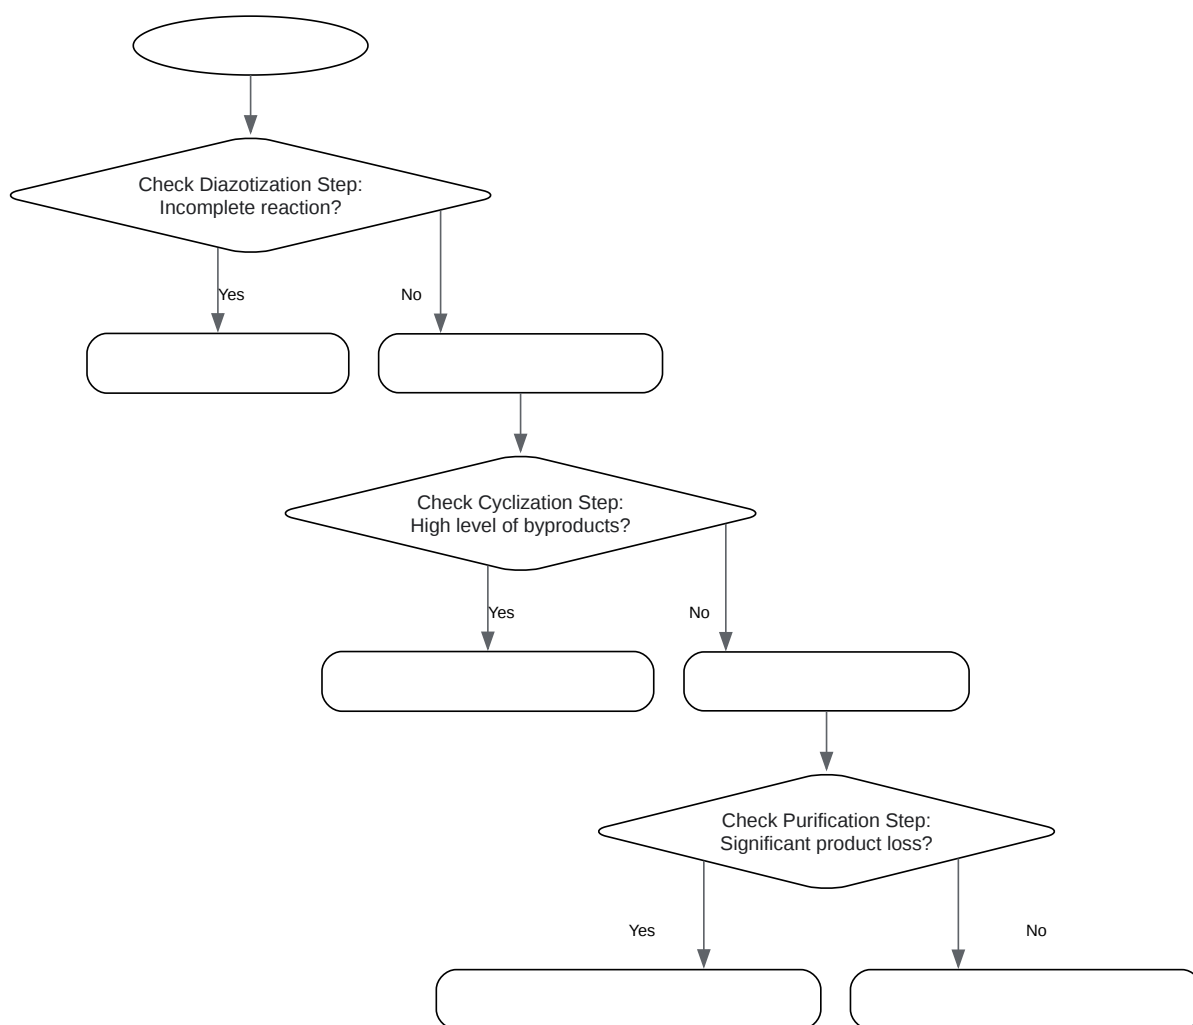 Check Diazotization Step:
Incomplete reaction?
Yes
No
Check Cyclization Step:
High level of byproducts?
Yes
No
Check Purification Step:
Significant product loss?
Yes
No